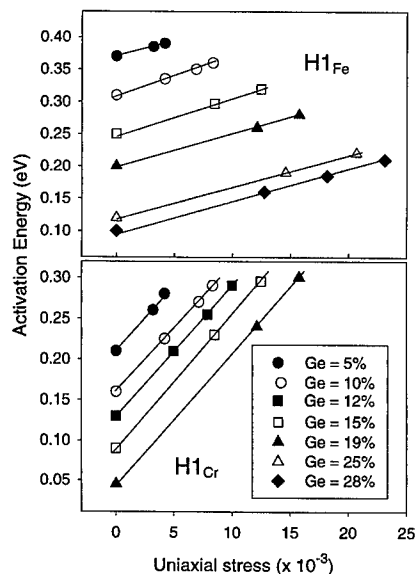 0.40
0.35
0.30
0.25
0.20
0.15
0.10
H1Fe
Activation Energy (eV)
0.30
0.25
0.20
0.15
0.10
0.05
H1Cr
Ge = 5%
Ge = 10%
Ge = 12%
Ge = 15%
Ge = 19%
Ge = 25%
Ge = 28%
0 5 10 15 20 25
Uniaxial stress (x 10-3)